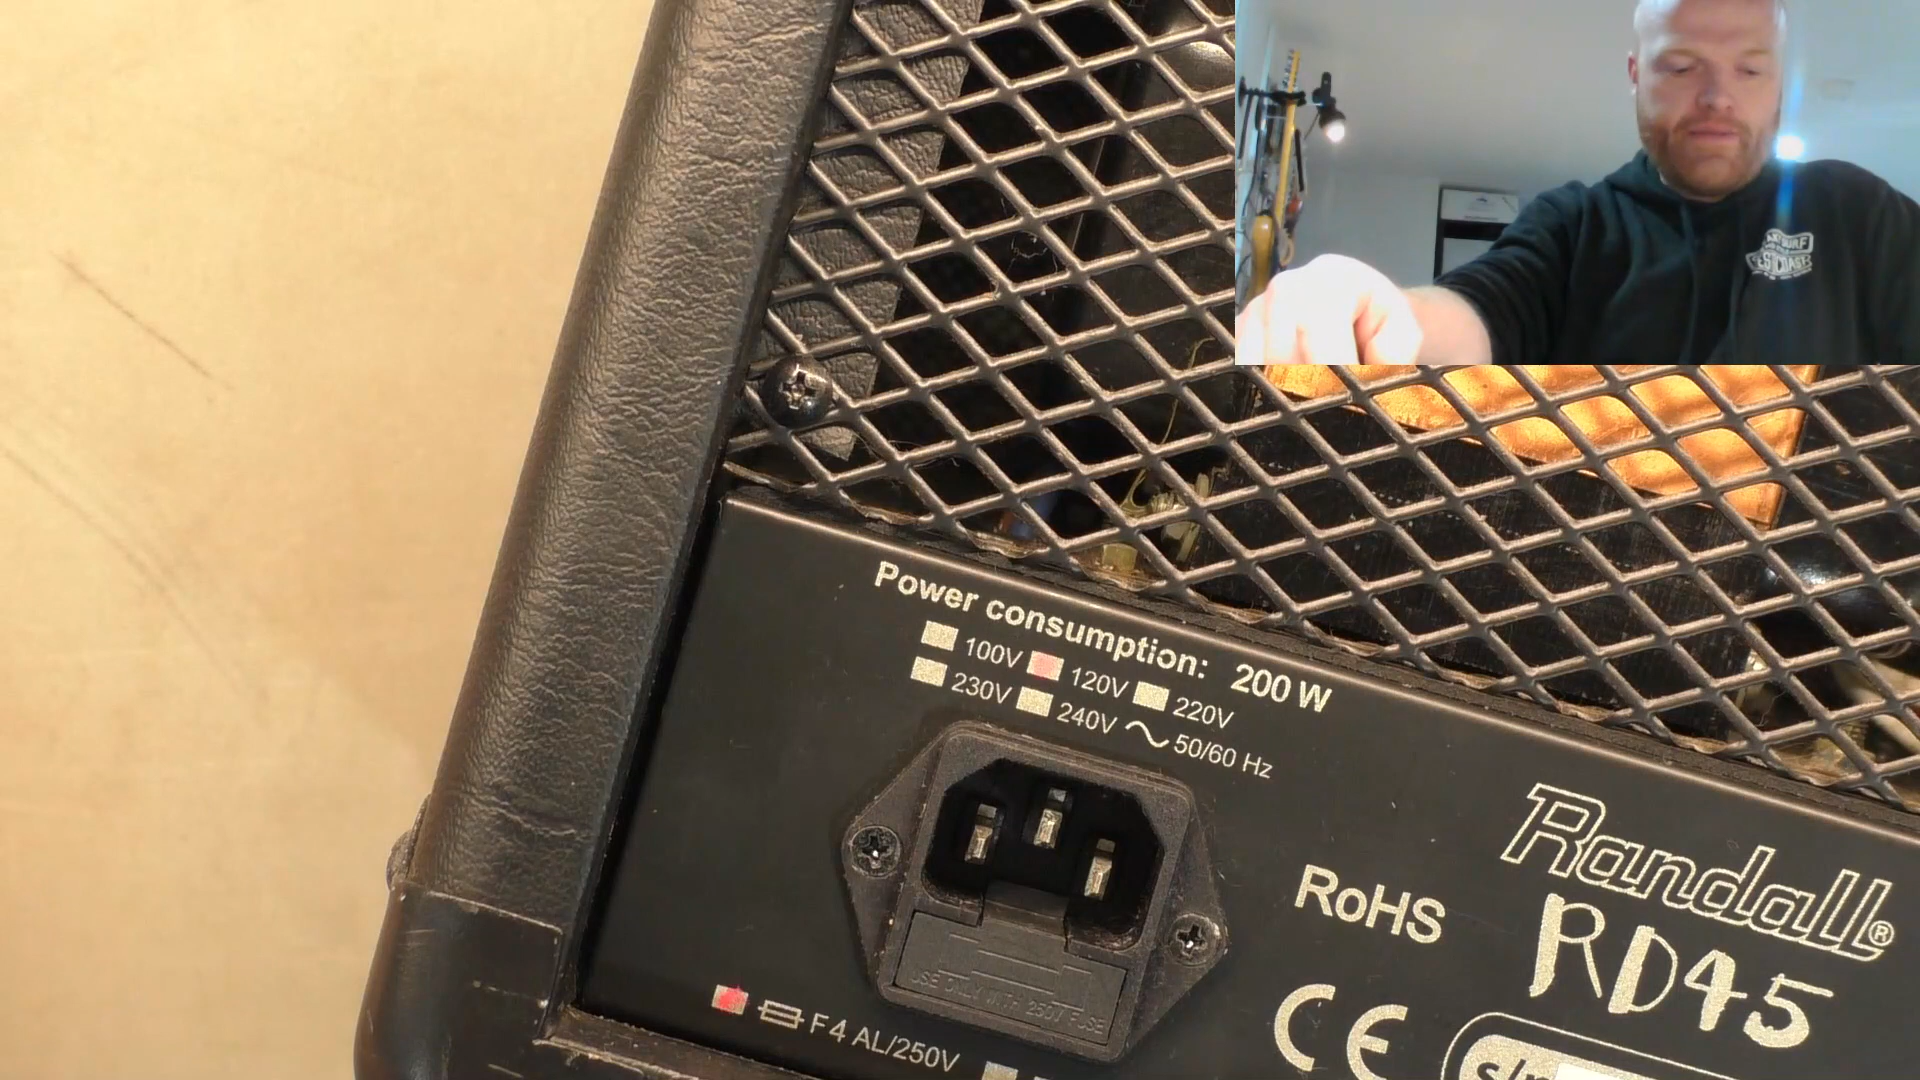 Power consumption: 200 W
100V 120V 220V
230V 240V 50/60 Hz
Randall®
RD45
RoHS
USE ONLY WITH 250V FUSE
CE
F 4 AL/250V
s/n